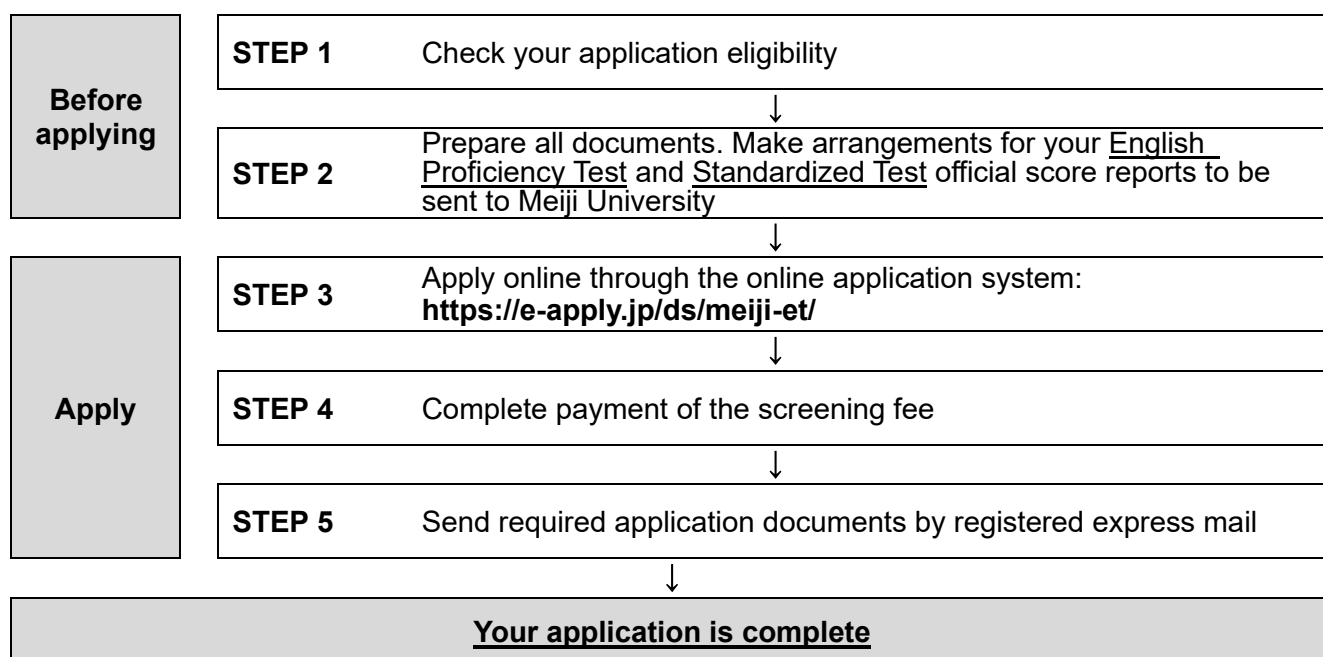 Before
applying
STEP 1 Check your application eligibility
↓
STEP 2 Prepare all documents. Make arrangements for your English
Proficiency Test and Standardized Test official score reports to be
sent to Meiji University
↓
Apply
STEP 3 Apply online through the online application system:
https://e-apply.jp/ds/meiji-et/
↓
STEP 4 Complete payment of the screening fee
↓
STEP 5 Send required application documents by registered express mail
↓
Your application is complete